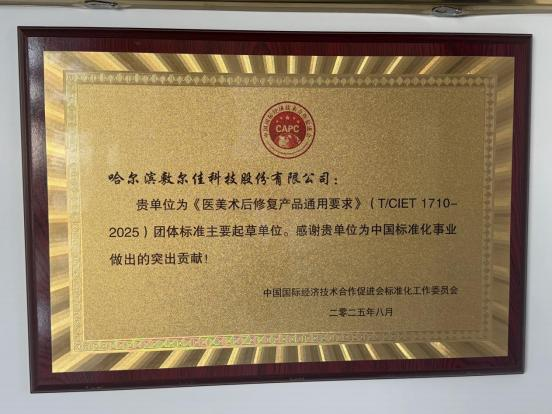 CAPC
哈尔滨敷尔佳科技股份有限公司：
贵单位为《医美术后修复产品通用要求》（T/CIET 1710-
2025）团体标准主要起草单位。感谢贵单位为中国标准化事业
做出的突出贡献！
中国国际经济技术合作促进会标准化工作委员会
二零二五年八月